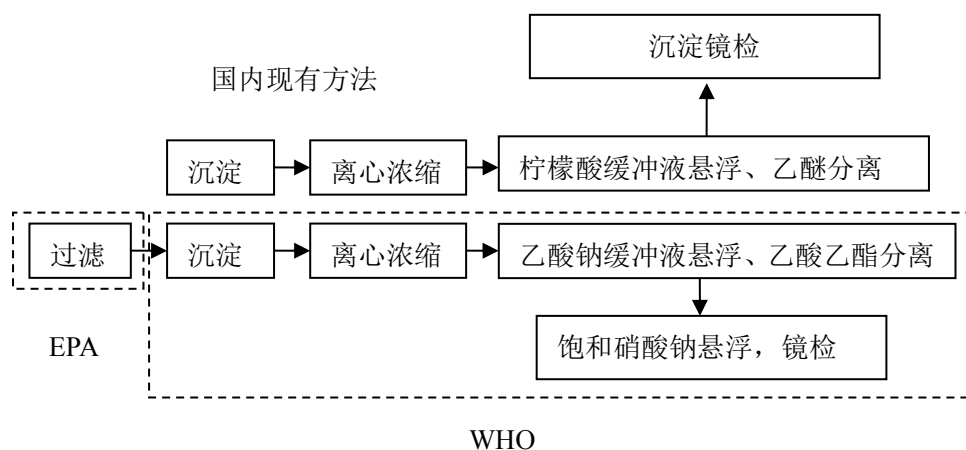 沉淀镜检
国内现有方法
沉淀
离心浓缩
柠檬酸缓冲液悬浮、乙醚分离
过滤
沉淀
离心浓缩
乙酸钠缓冲液悬浮、乙酸乙酯分离
EPA
饱和硝酸钠悬浮，镜检
WHO